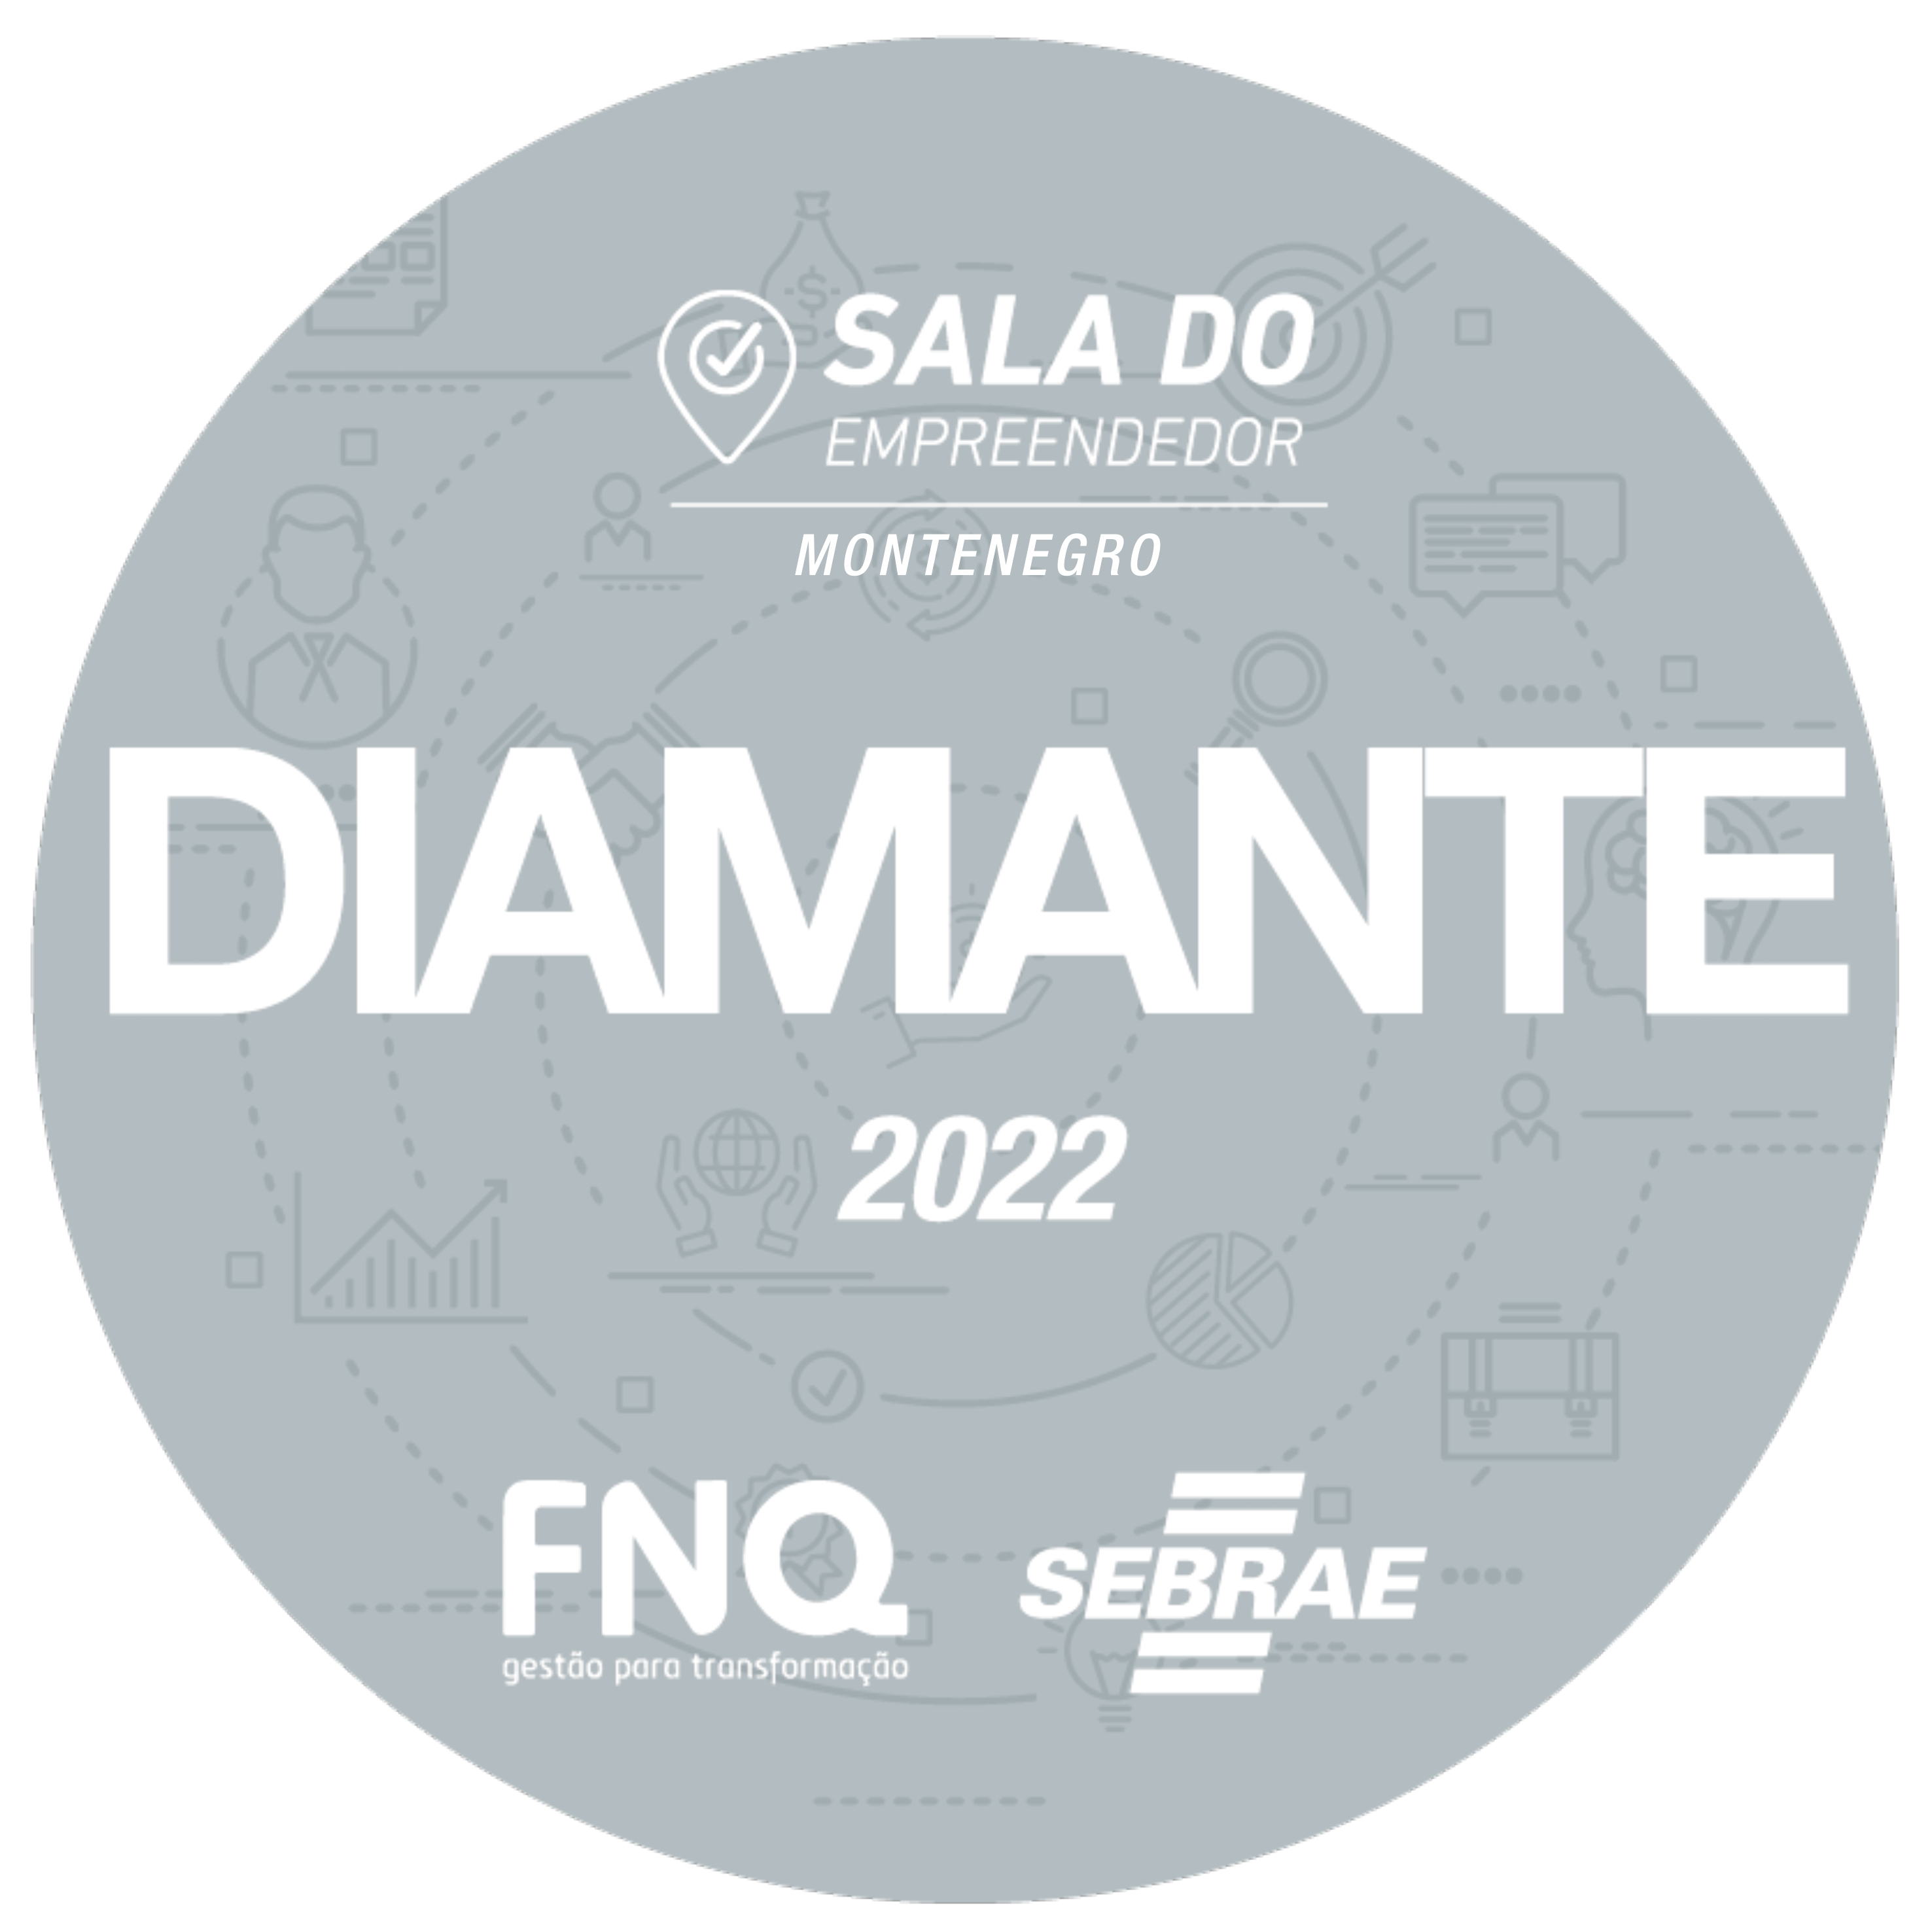 SALA DO
EMPREENDEDOR
MONTENEGRO
DIAMANTE
2022
FNQ
gestão para transformação
SEBRAE